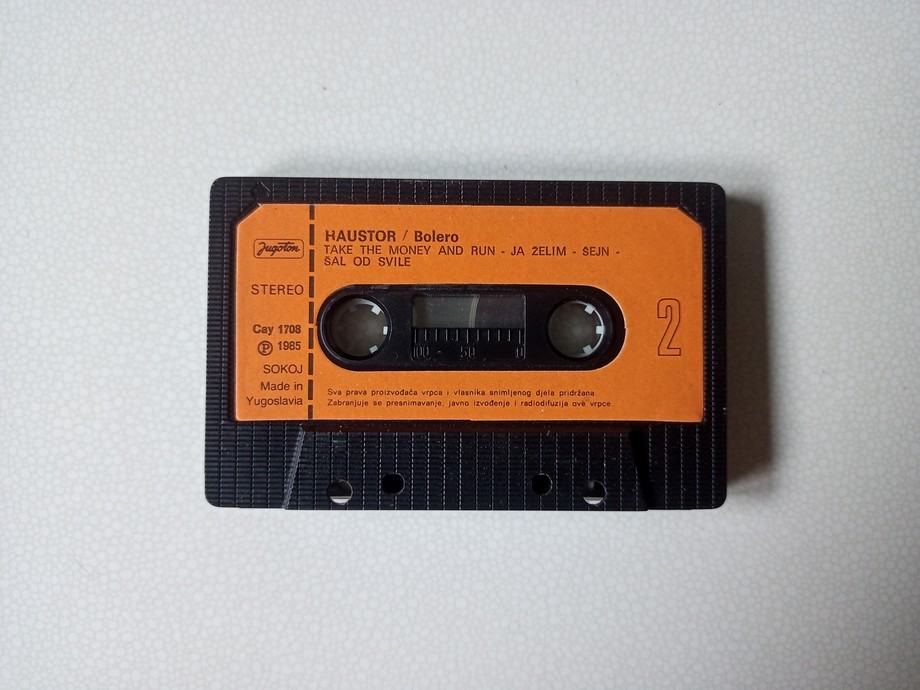 Jugoton
STEREO
Cay 1708
℗ 1985
SOKOJ
Made in
Yugoslavia
HAUSTOR / Bolero
TAKE THE MONEY AND RUN - JA ŽELIM - ŠEJN -
ŠAL OD SVILE
100 50 0
2
Sva prava proizvođača vrpca i vlasnika snimljenog djela pridržana
Zabranjuje se presnimavanje, javno izvođenje i radiodifuzija ove vrpce.